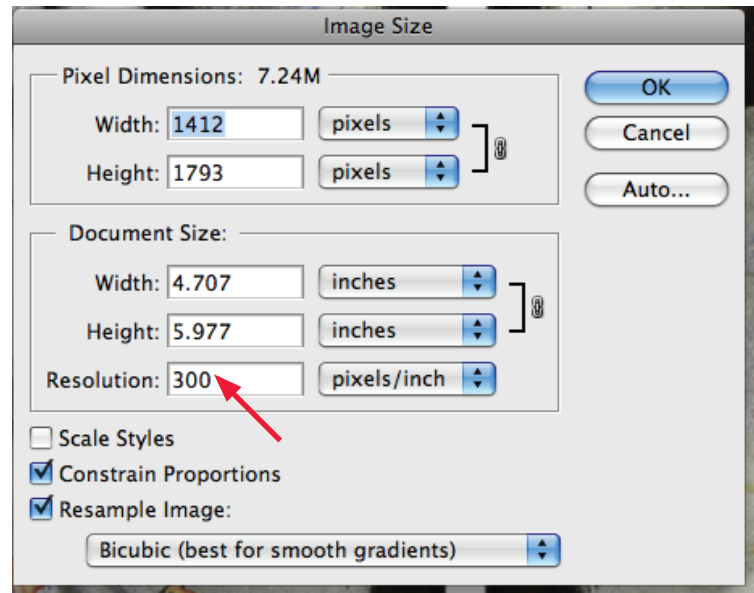 Image Size
Pixel Dimensions: 7.24M
OK
Width: 1412 pixels
Cancel
Height: 1793 pixels
Auto...
Document Size:
Width: 4.707 inches
Height: 5.977 inches
Resolution: 300 pixels/inch
Scale Styles
Constrain Proportions
Resample Image:
Bicubic (best for smooth gradients)